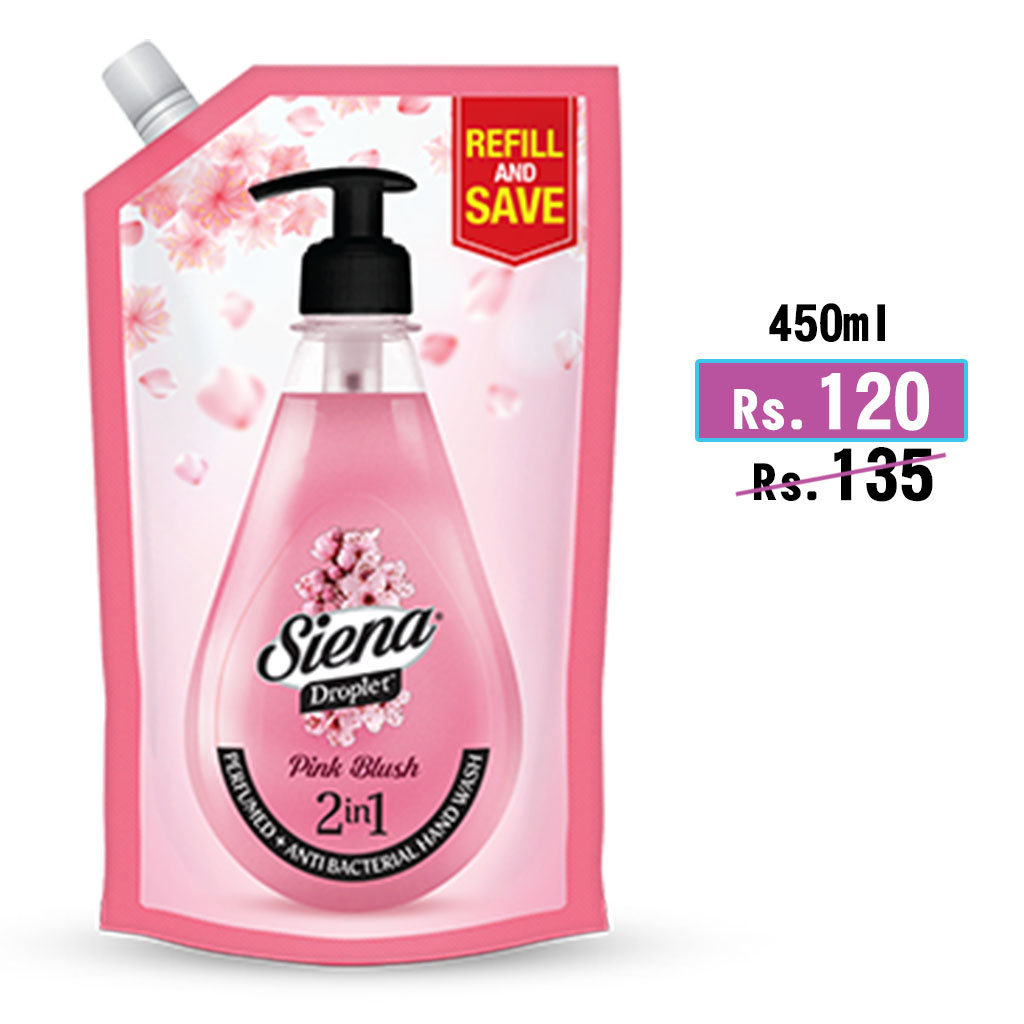 REFILL
AND
SAVE
Siena
Droplet
Pink Blush
2in1
PERFUMED + ANTI BACTERIAL HAND WASH
450ml
Rs. 120
Rs. 135